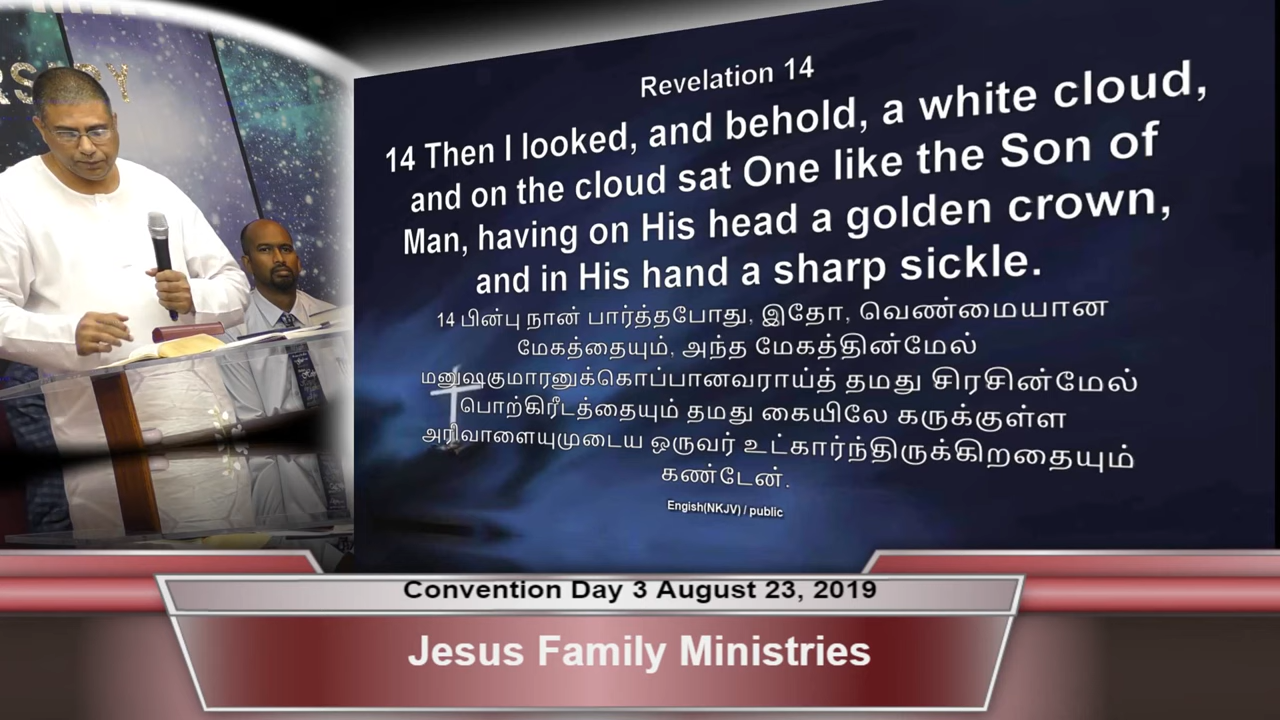 Revelation 14
14 Then I looked, and behold, a white cloud,
and on the cloud sat One like the Son of
Man, having on His head a golden crown,
and in His hand a sharp sickle.
14 பின்பு நான் பார்த்தபோது, இதோ, வெண்மையான
மேகத்தையும், அந்த மேகத்தின்மேல்
மனுஷகுமாரனுக்கொப்பானவராய்த் தமது சிரசின்மேல்
பொற்கிரீடத்தையும் தமது கையிலே கருக்குள்ள
அரிவாளையுமுடைய ஒருவர் உட்கார்ந்திருக்கிறதையும்
கண்டேன்.
Engish(NKJV) / public
Convention Day 3 August 23, 2019
Jesus Family Ministries